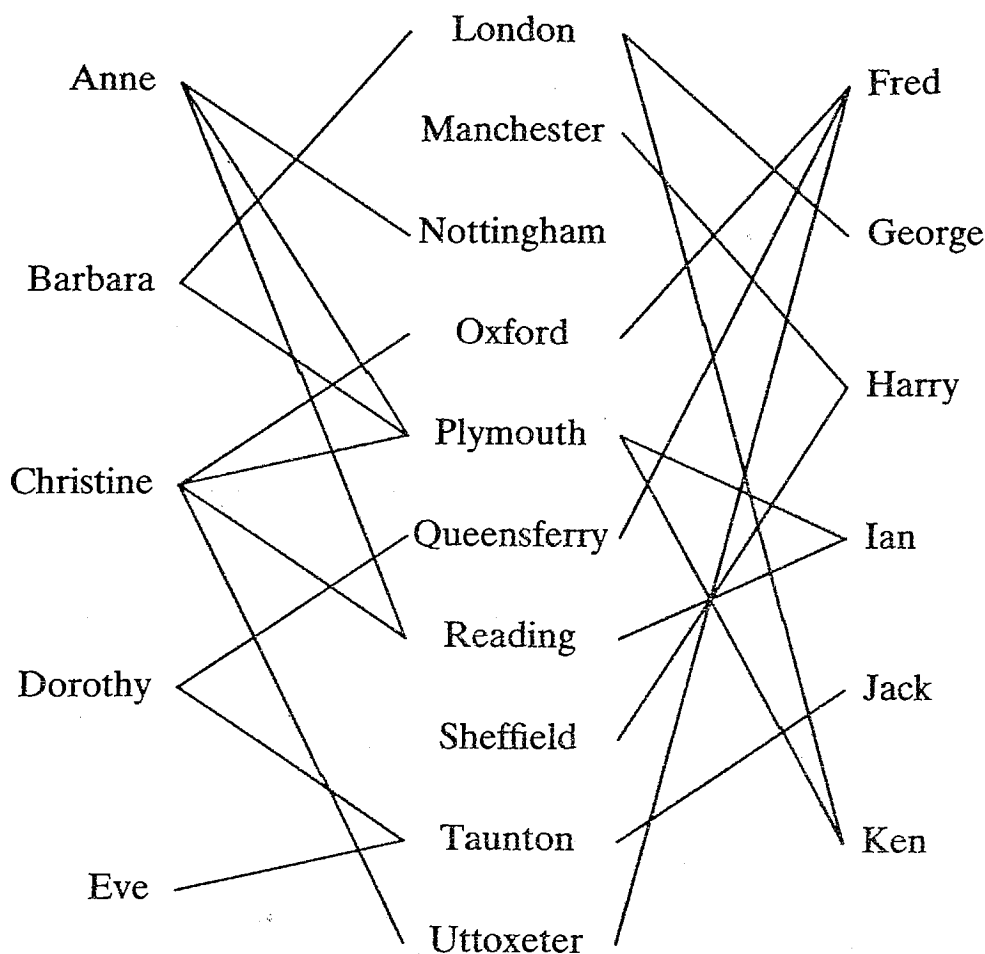 Anne
Barbara
Christine
Dorothy
Eve
London
Manchester
Nottingham
Oxford
Plymouth
Queensferry
Reading
Sheffield
Taunton
Uttoxeter
Fred
George
Harry
Ian
Jack
Ken